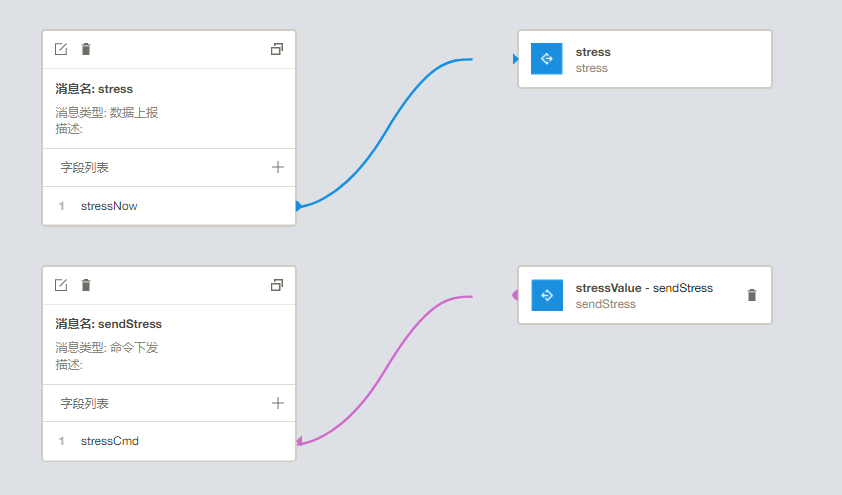 消息名: stress
消息类型: 数据上报
描述:
字段列表
1 stressNow
stress
stress
消息名: sendStress
消息类型: 命令下发
描述:
字段列表
1 stressCmd
stressValue - sendStress
sendStress